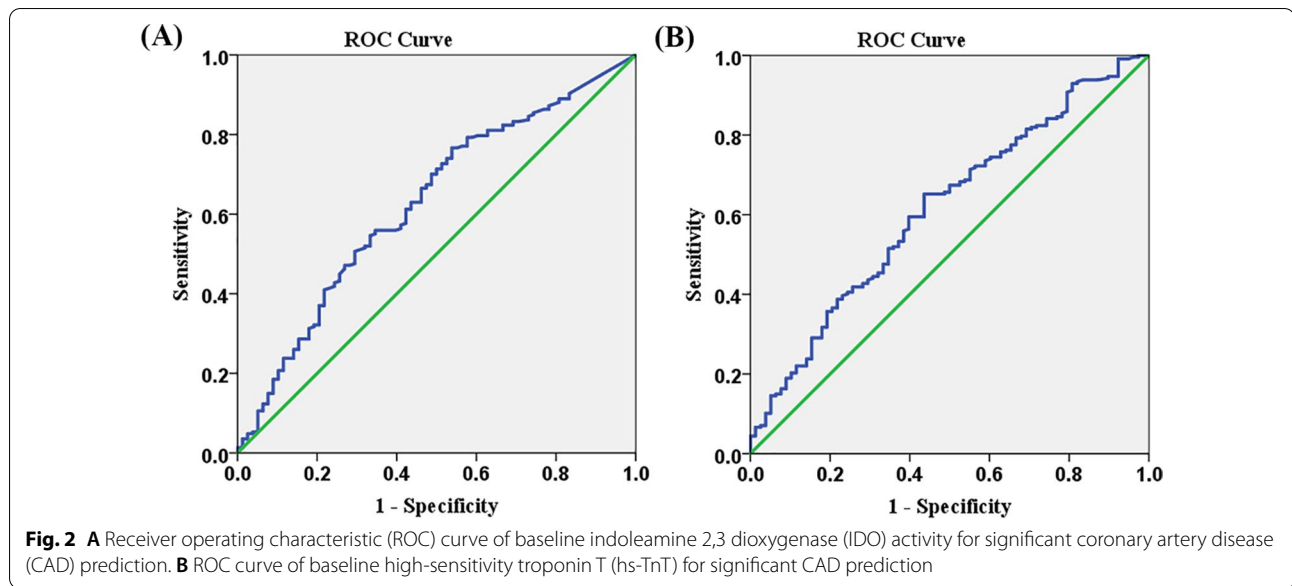 (A)
ROC Curve
1.0
0.8
0.6
0.4
0.2
0.0
Sensitivity
0.0 0.2 0.4 0.6 0.8 1.0
1 - Specificity
(B)
ROC Curve
1.0
0.8
0.6
0.4
0.2
0.0
Sensitivity
0.0 0.2 0.4 0.6 0.8 1.0
1 - Specificity
Fig. 2 A Receiver operating characteristic (ROC) curve of baseline indoleamine 2,3 dioxygenase (IDO) activity for significant coronary artery disease
(CAD) prediction. B ROC curve of baseline high-sensitivity troponin T (hs-TnT) for significant CAD prediction